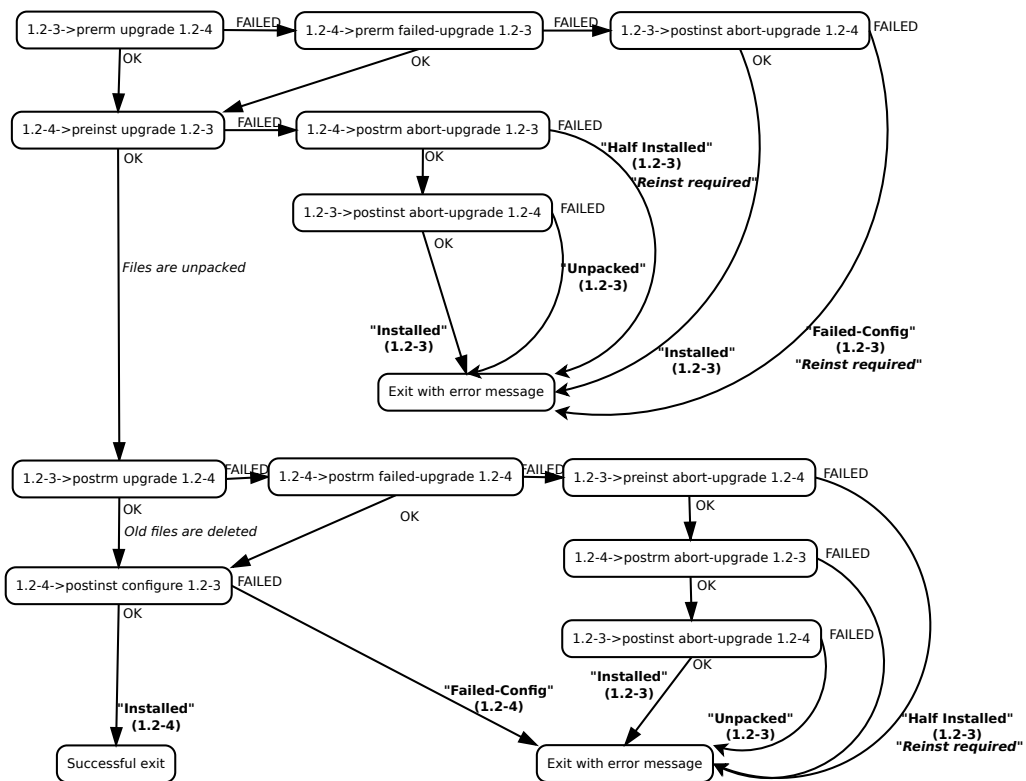 1.2-3->prerm upgrade 1.2-4
FAILED
1.2-4->prerm failed-upgrade 1.2-3
FAILED
1.2-3->postinst abort-upgrade 1.2-4
FAILED
OK
OK
OK
1.2-4->preinst upgrade 1.2-3
FAILED
1.2-4->postrm abort-upgrade 1.2-3
FAILED
"Half Installed"
(1.2-3)
"Reinst required"
OK
OK
1.2-3->postinst abort-upgrade 1.2-4
FAILED
OK
Files are unpacked
"Unpacked"
(1.2-3)
"Installed"
(1.2-3)
"Installed"
(1.2-3)
"Failed-Config"
(1.2-3)
"Reinst required"
Exit with error message
1.2-3->postrm upgrade 1.2-4
FAILED
1.2-4->postrm failed-upgrade 1.2-4
FAILED
1.2-3->preinst abort-upgrade 1.2-4
FAILED
OK
OK
OK
Old files are deleted
1.2-4->postrm abort-upgrade 1.2-3
FAILED
1.2-4->postinst configure 1.2-3
FAILED
OK
OK
1.2-3->postinst abort-upgrade 1.2-4
FAILED
OK
"Installed"
(1.2-3)
"Failed-Config"
(1.2-4)
"Installed"
(1.2-4)
"Unpacked"
(1.2-3)
"Half Installed"
(1.2-3)
"Reinst required"
Successful exit
Exit with error message